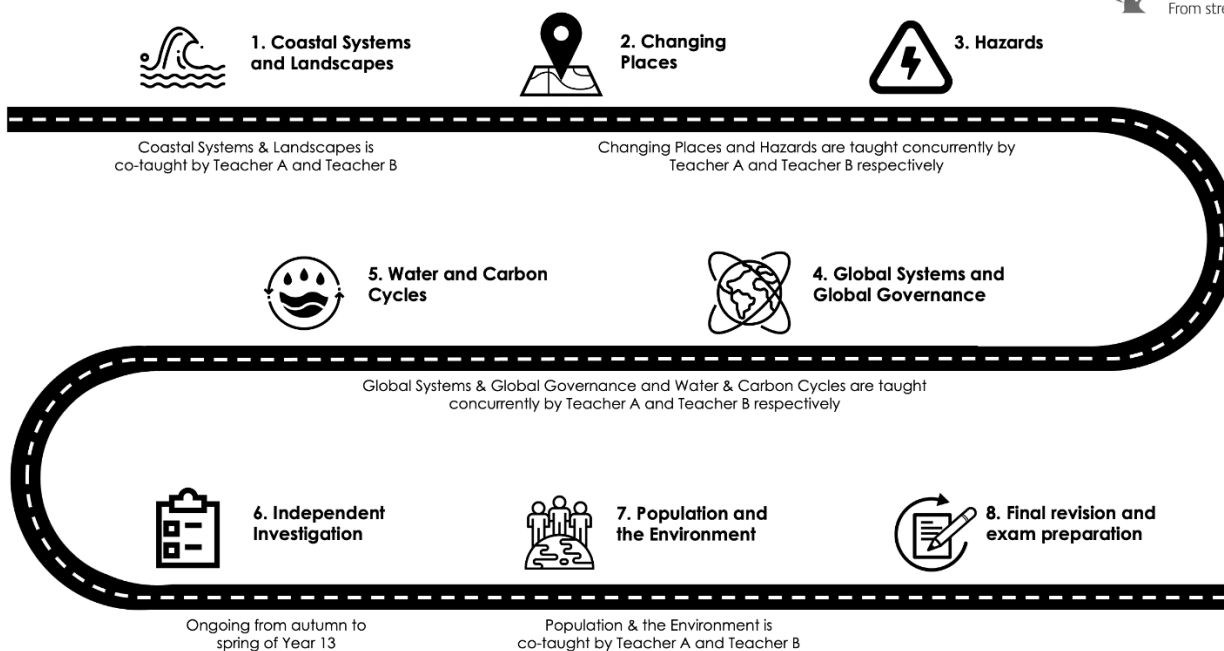 From stre
1. Coastal Systems
and Landscapes
2. Changing
Places
3. Hazards
Coastal Systems & Landscapes is
co-taught by Teacher A and Teacher B
Changing Places and Hazards are taught concurrently by
Teacher A and Teacher B respectively
5. Water and Carbon
Cycles
4. Global Systems and
Global Governance
Global Systems & Global Governance and Water & Carbon Cycles are taught
concurrently by Teacher A and Teacher B respectively
6. Independent
Investigation
7. Population and
the Environment
8. Final revision and
exam preparation
Ongoing from autumn to
spring of Year 13
Population & the Environment is
co-taught by Teacher A and Teacher B